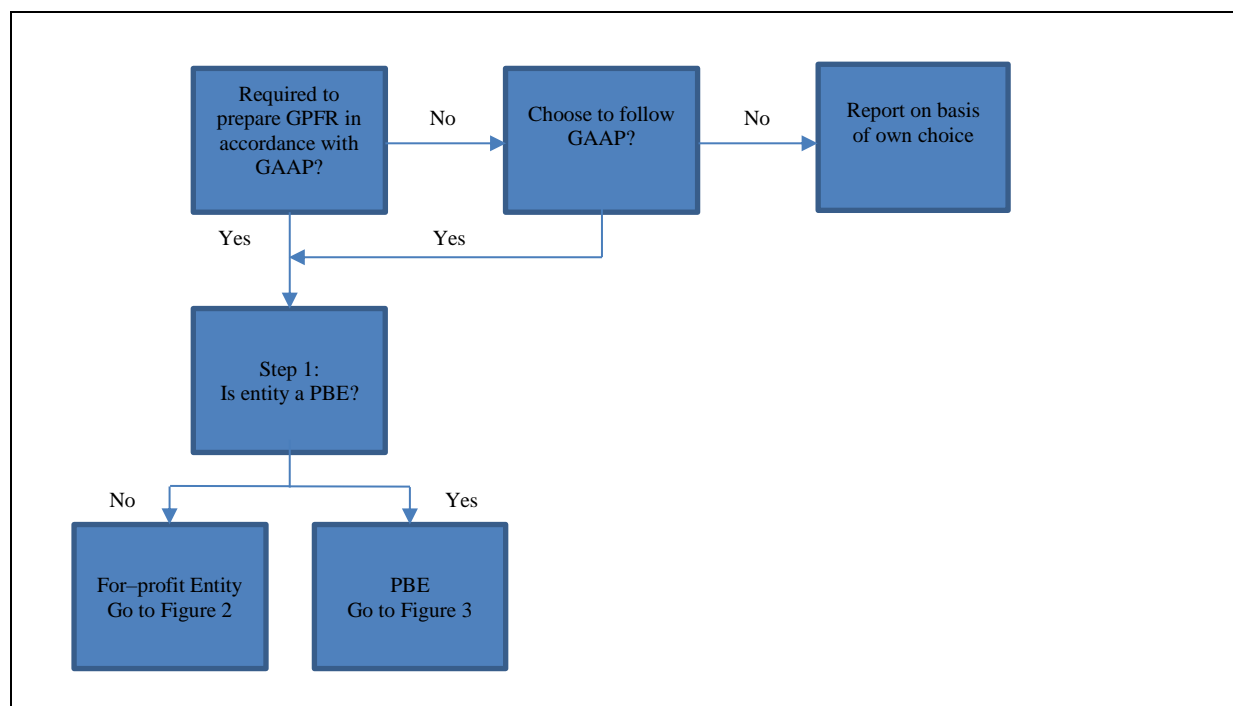 Required to
prepare GPFR in
accordance with
GAAP?
No
Choose to follow
GAAP?
No
Report on basis
of own choice
Yes
Yes
Step 1:
Is entity a PBE?
No
Yes
For–profit Entity
Go to Figure 2
PBE
Go to Figure 3